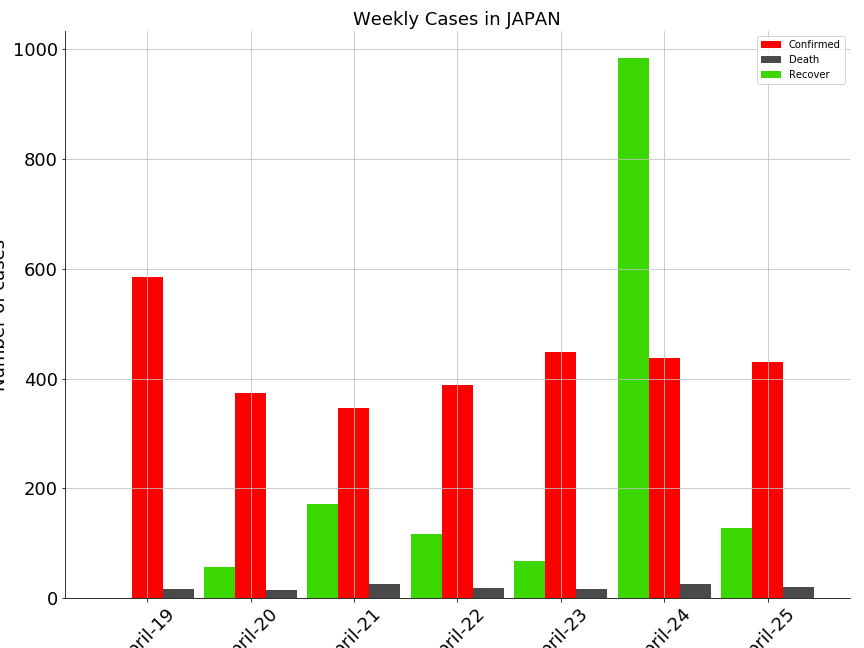 Weekly Cases in JAPAN
Confirmed
Death
Recover
1000
800
600
400
200
0
Number of cases
pril-19
pril-20
pril-21
pril-22
pril-23
pril-24
pril-25